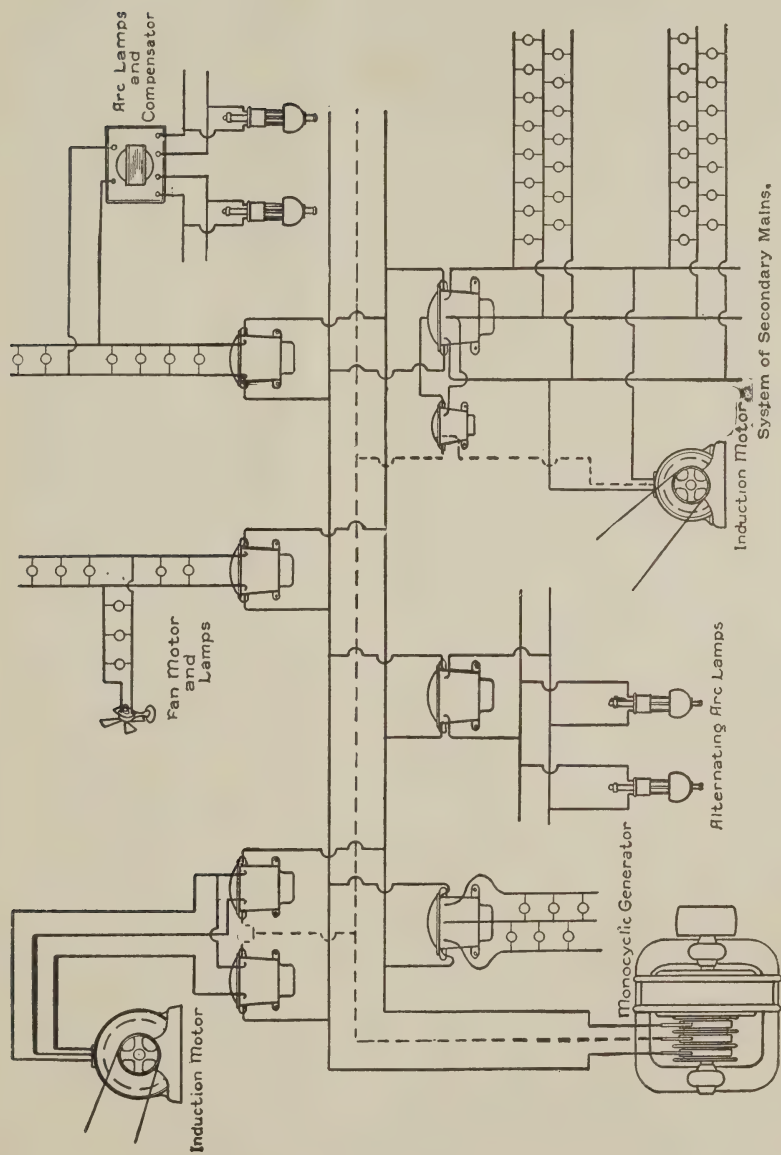 Arc Lamps
and
Compensator
Fan Motor
and
Lamps
Induction Motor
Monocyclic Generator
Alternating Arc Lamps
Induction Motor
System of Secondary Mains.